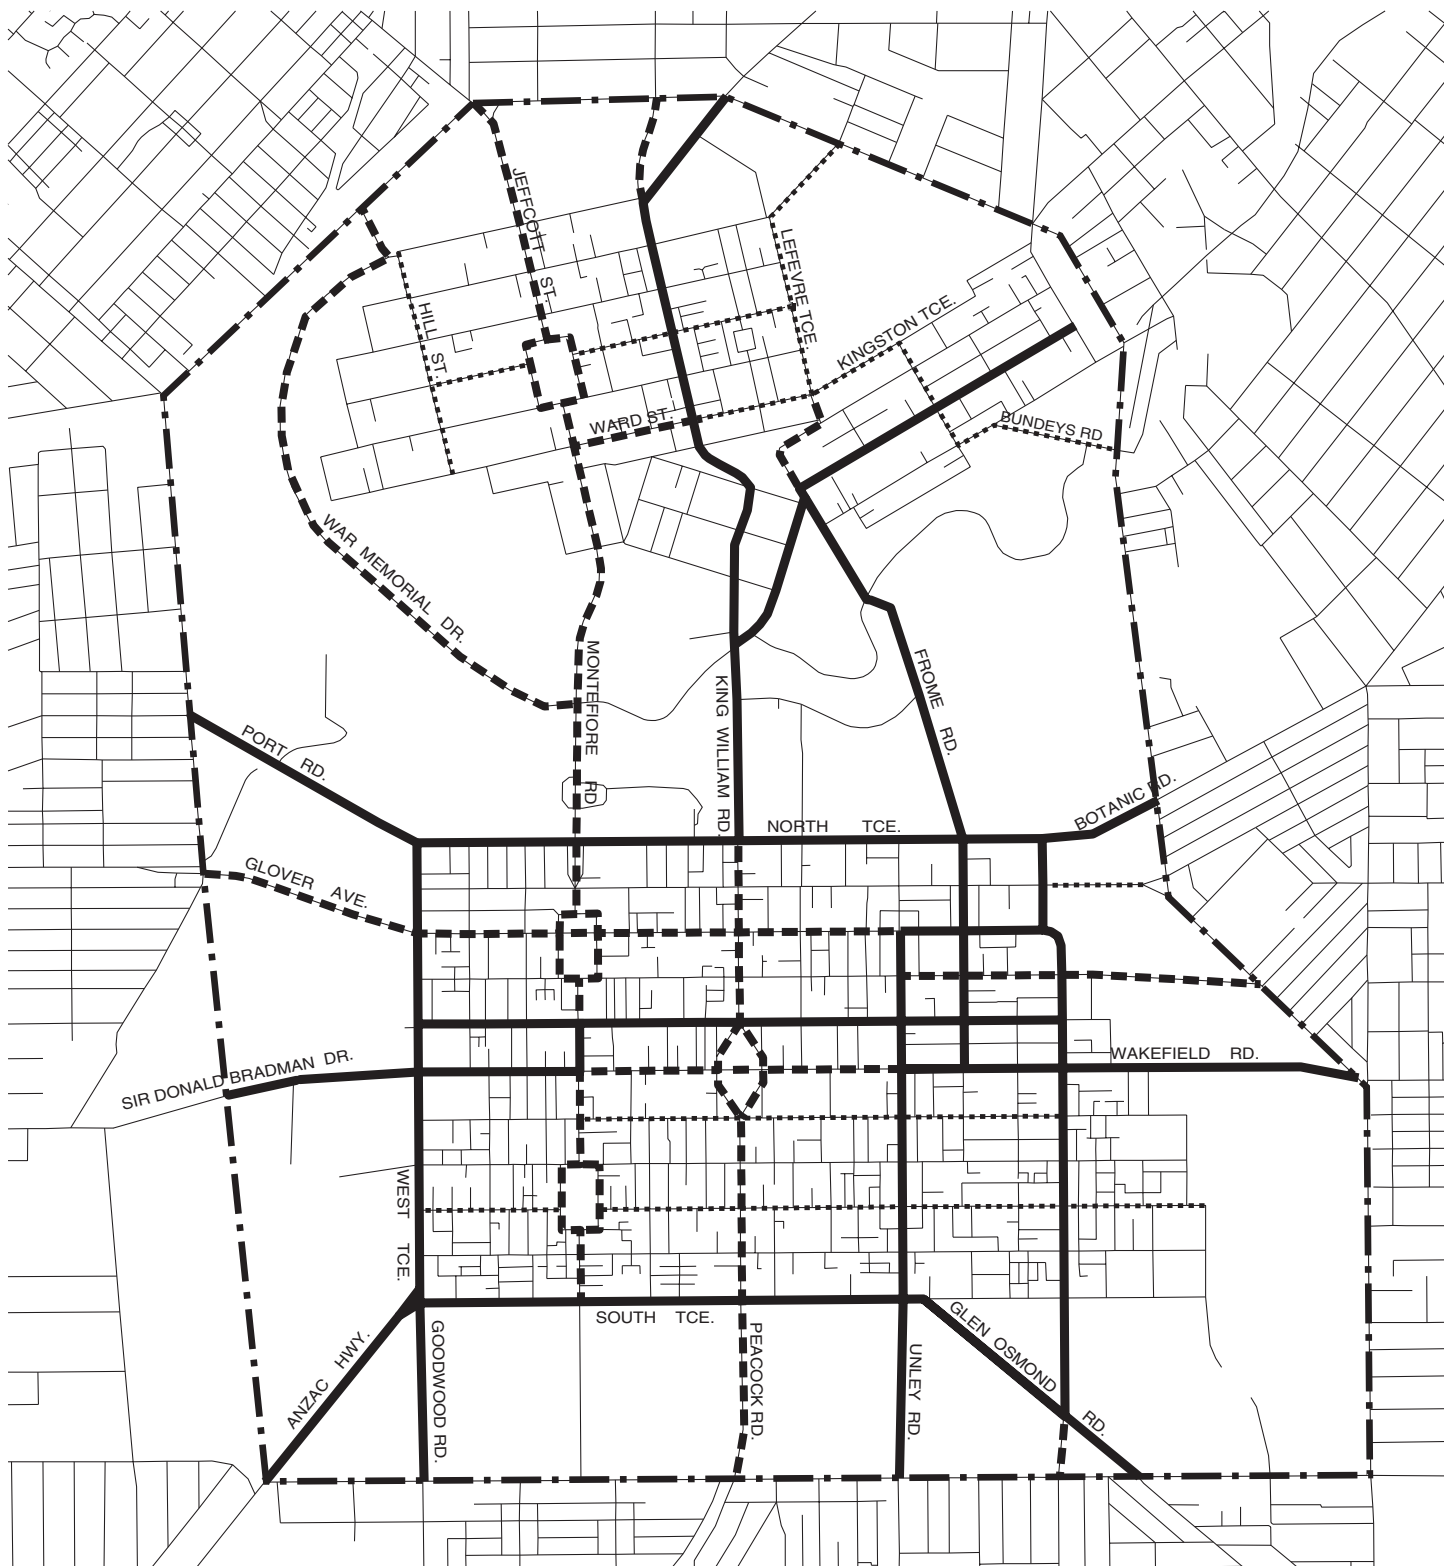 JEFFCOTT ST.
LEFEVRE TCE.
HILL ST.
KINGSTON TCE.
WARD ST.
BUNDEYS RD
WAR MEMORIAL DR.
MONTEFIORE RD
KING WILLIAM RD.
FROME RD.
PORT RD.
BOTANIC RD.
NORTH TCE.
GLOVER AVE.
SIR DONALD BRADMAN DR.
WAKEFIELD RD.
WEST TCE.
SOUTH TCE.
ANZAC HWY.
GOODWOOD RD.
PEACOCK RD.
UNLEY RD.
GLEN OSMOND RD.